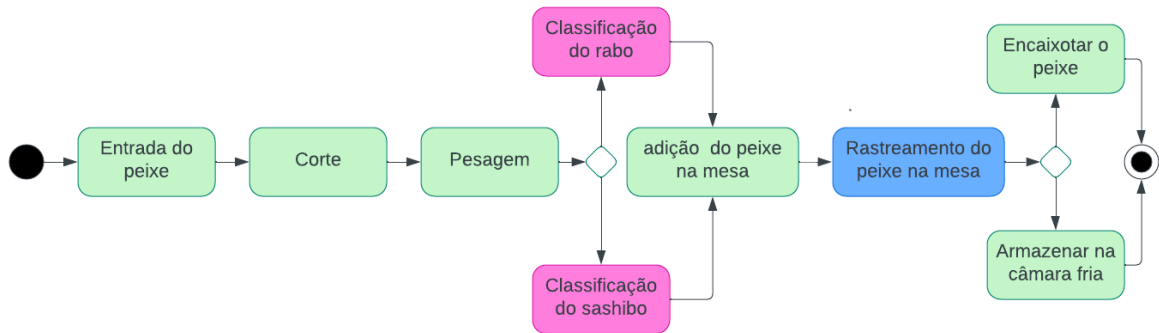 Entrada do
peixe
Corte
Pesagem
Classificação
do rabo
Classificação
do sashibo
adição  do peixe
na mesa
Rastreamento do
peixe na mesa
Encaixotar o
peixe
Armazenar na
câmara fria